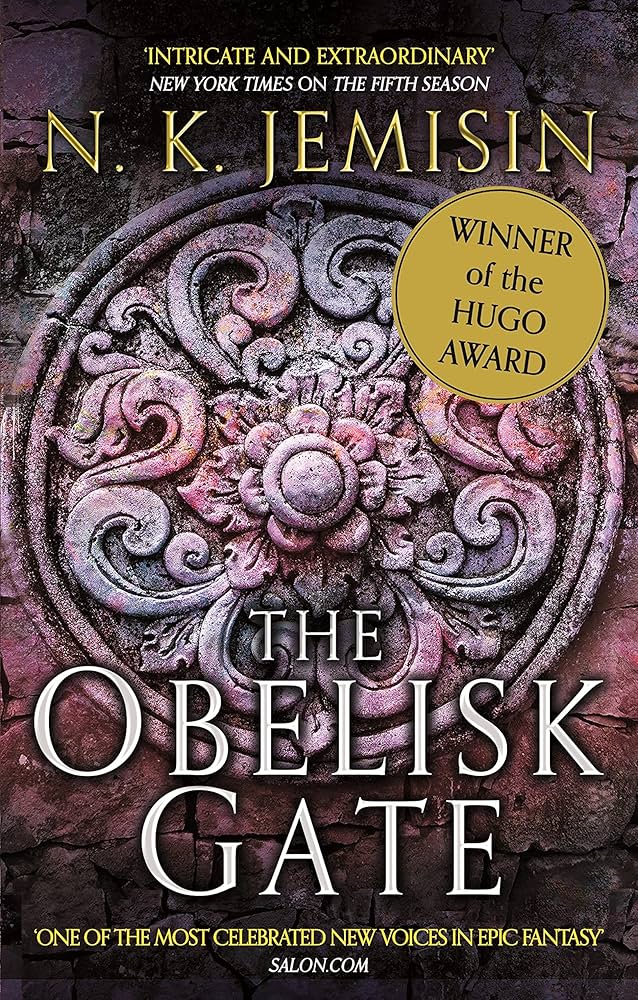 ‘INTRICATE AND EXTRAORDINARY’
NEW YORK TIMES ON THE FIFTH SEASON
N. K. JEMISIN
WINNER
of the
HUGO
AWARD
THE
OBELISK
GATE
‘ONE OF THE MOST CELEBRATED NEW VOICES IN EPIC FANTASY’
SALON.COM